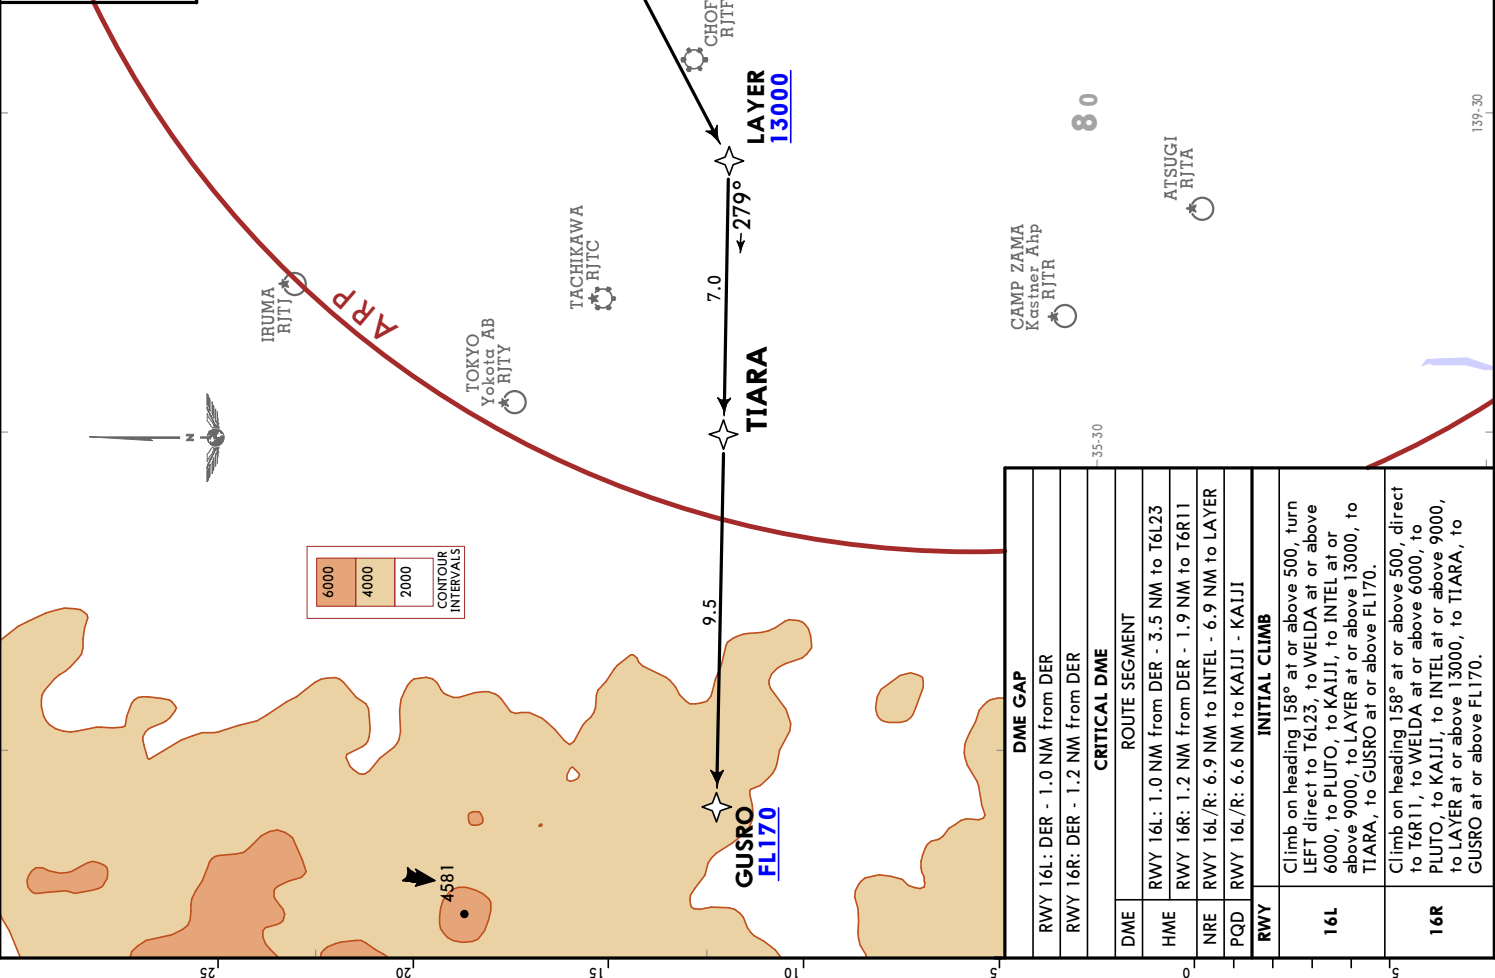 CHOF
RJTF
LAYER
13000
279°
7.0
TIARA
9.5
GUSRO
FL170
ARP
IRUMA
RJTJ
TACHIKAWA
RJTC
TOKYO
Yokota AB
RJTY
CAMP ZAMA
Kastner Ahp
RJTR
ATSUGI
RJTA
80
139-30
35-30
N
6000
4000
2000
CONTOUR
INTERVALS
4581
25
20
15
10
5
0
5
DME GAP
RWY 16L: DER - 1.0 NM from DER
RWY 16R: DER - 1.2 NM from DER
CRITICAL DME
DME ROUTE SEGMENT
HME RWY 16L: 1.0 NM from DER - 3.5 NM to T6L23
RWY 16R: 1.2 NM from DER - 1.9 NM to T6R11
NRE RWY 16L/R: 6.9 NM to INTEL - 6.9 NM to LAYER
PQD RWY 16L/R: 6.6 NM to KAIJI - KAIJI
RWY INITIAL CLIMB
16L
Climb on heading 158° at or above 500, turn
LEFT direct to T6L23, to WELDA at or above
6000, to PLUTO, to KAIJI, to INTEL at or
above 9000, to LAYER at or above 13000, to
TIARA, to GUSRO at or above FL170.
16R
Climb on heading 158° at or above 500, direct
to T6R11, to WELDA at or above 6000, to
PLUTO, to KAIJI, to INTEL at or above 9000,
to LAYER at or above 13000, to TIARA, to
GUSRO at or above FL170.